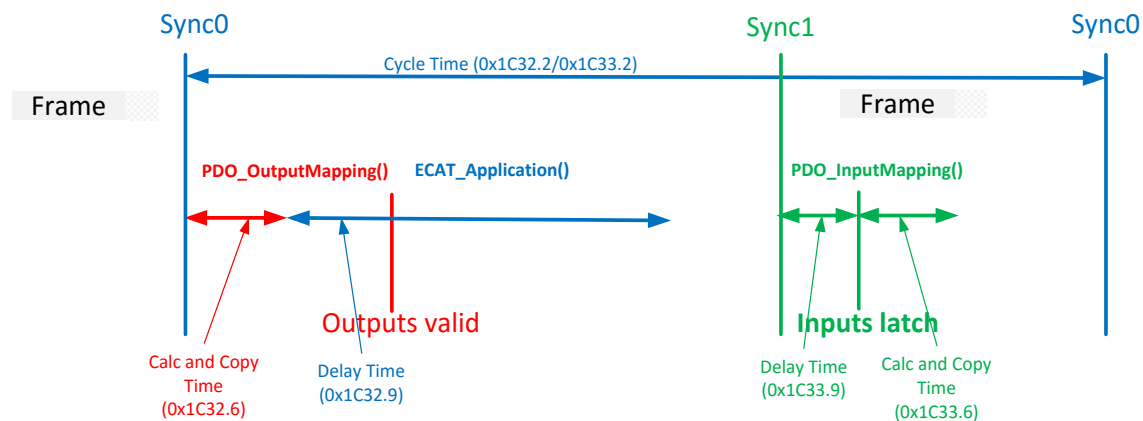 Sync0
Sync1
Sync0
Cycle Time (0x1C32.2/0x1C33.2)
Frame
Frame
PDO_OutputMapping()
ECAT_Application()
PDO_InputMapping()
Outputs valid
Inputs latch
Calc and Copy
Time
(0x1C32.6)
Delay Time
(0x1C32.9)
Delay Time
(0x1C33.9)
Calc and Copy
Time
(0x1C33.6)